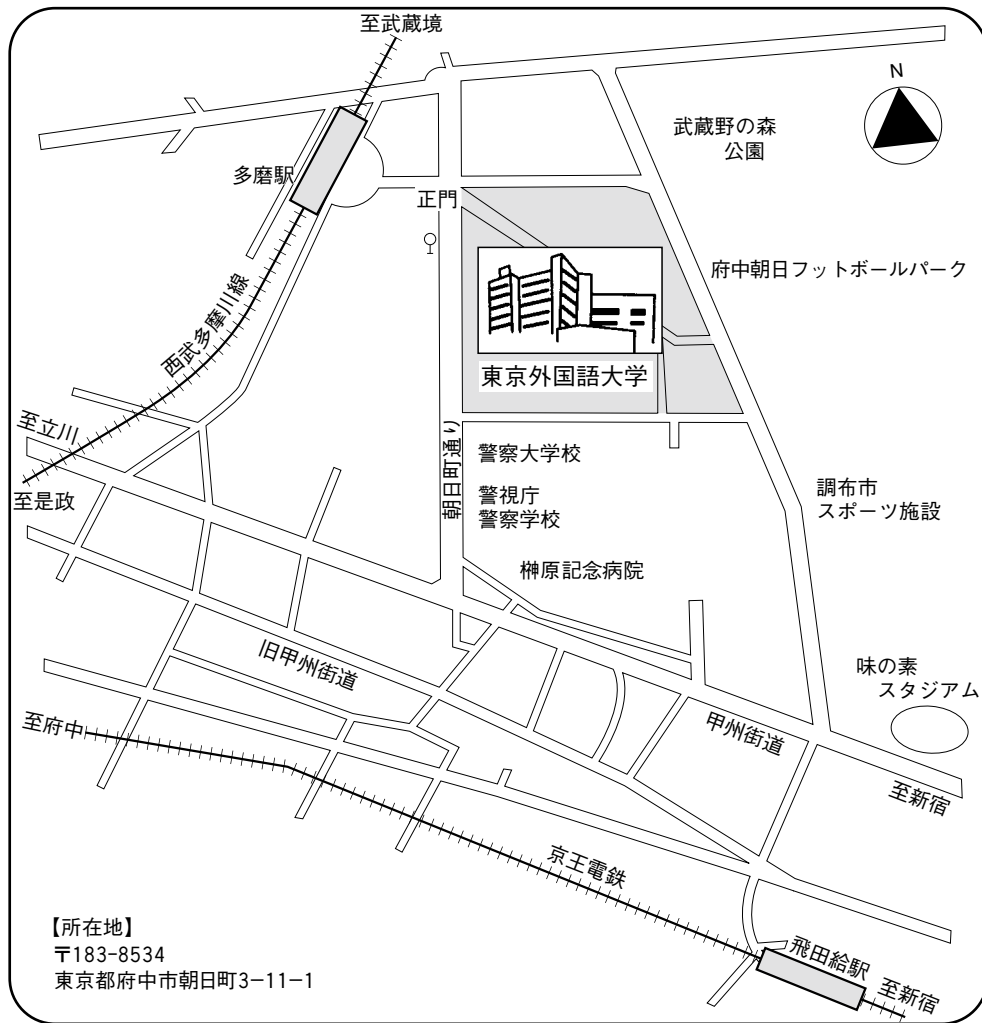 至武蔵境
N
武蔵野の森
公園
多磨駅
正門
府中朝日フットボールパーク
西武多摩川線
東京外国語大学
至立川
朝日町通り
警察大学校
至是政
警視庁
警察学校
調布市
スポーツ施設
榊原記念病院
旧甲州街道
味の素
スタジアム
至府中
甲州街道
至新宿
京王電鉄
【所在地】
〒183-8534
東京都府中市朝日町3−11−1
飛田給駅
至新宿